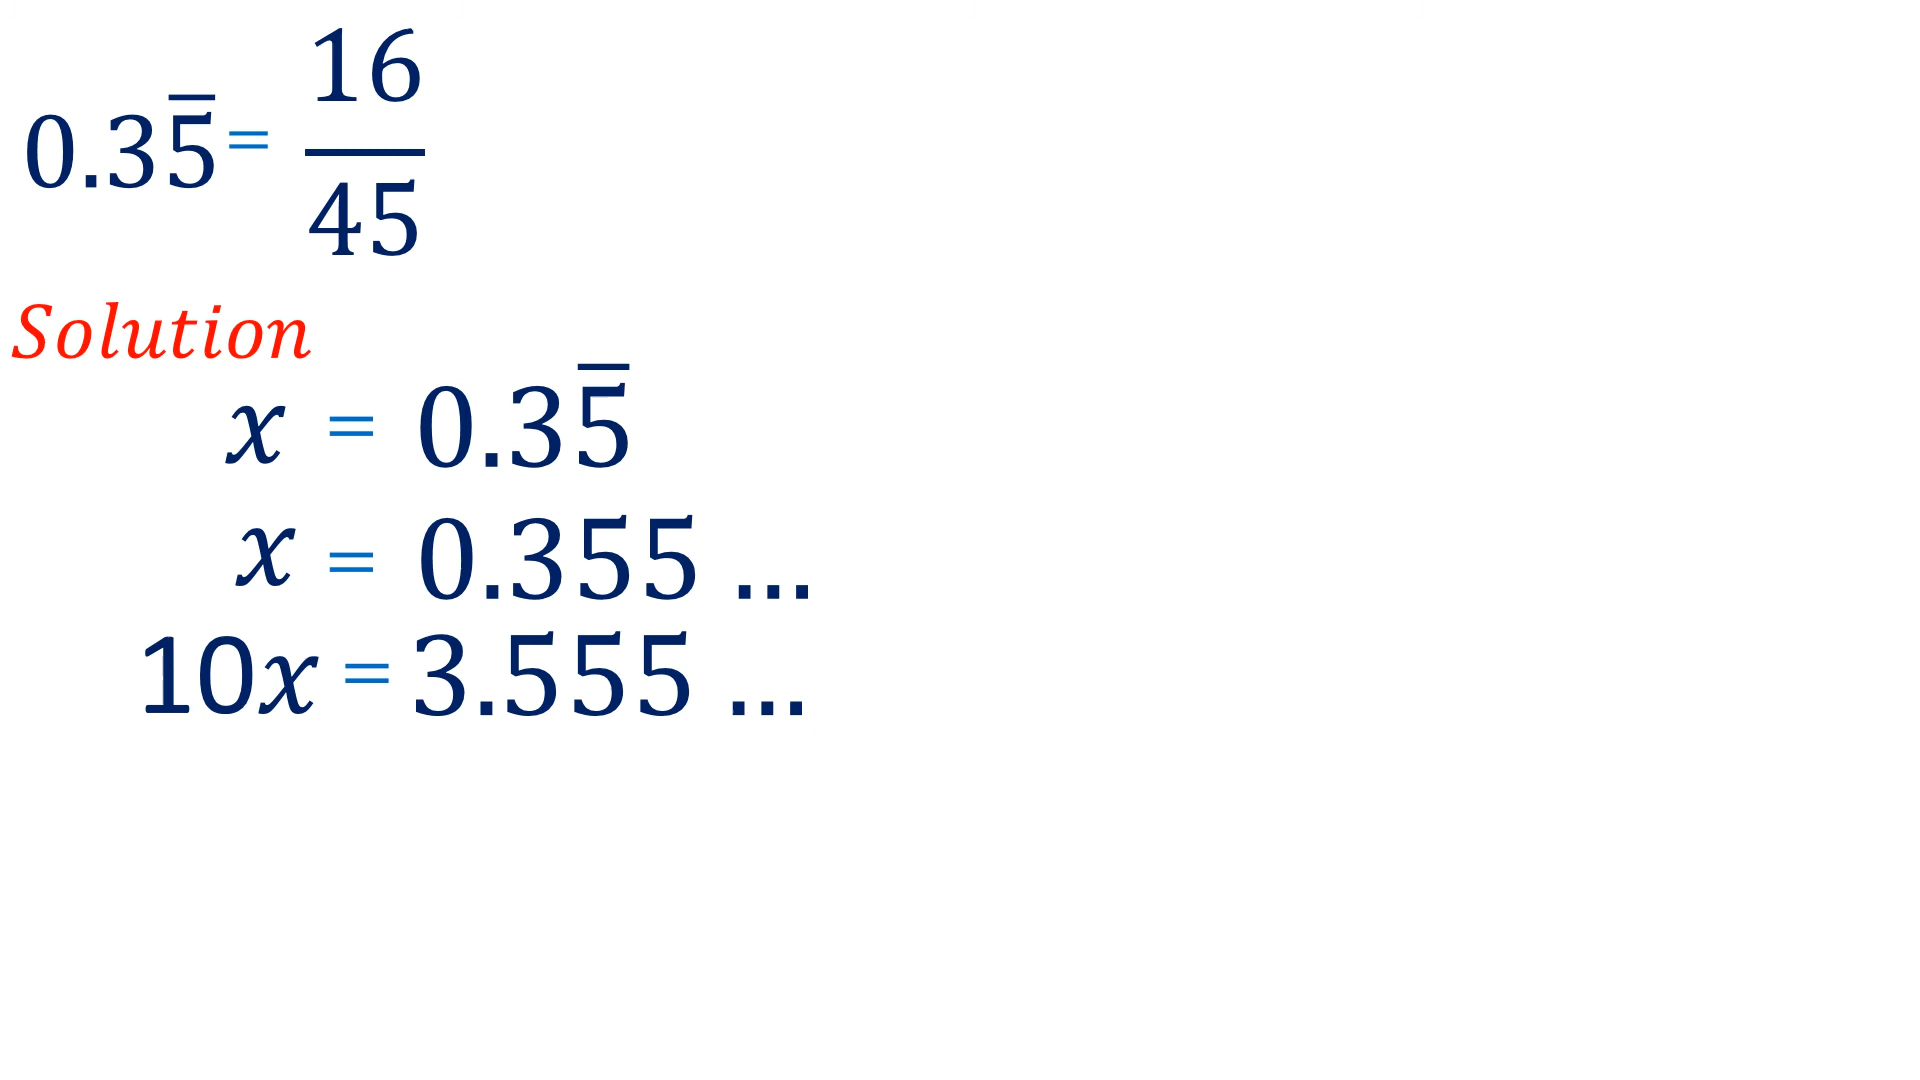 0.35̅ = 16/45
Solution
x = 0.35̅
x = 0.355 ...
10x = 3.555 ...